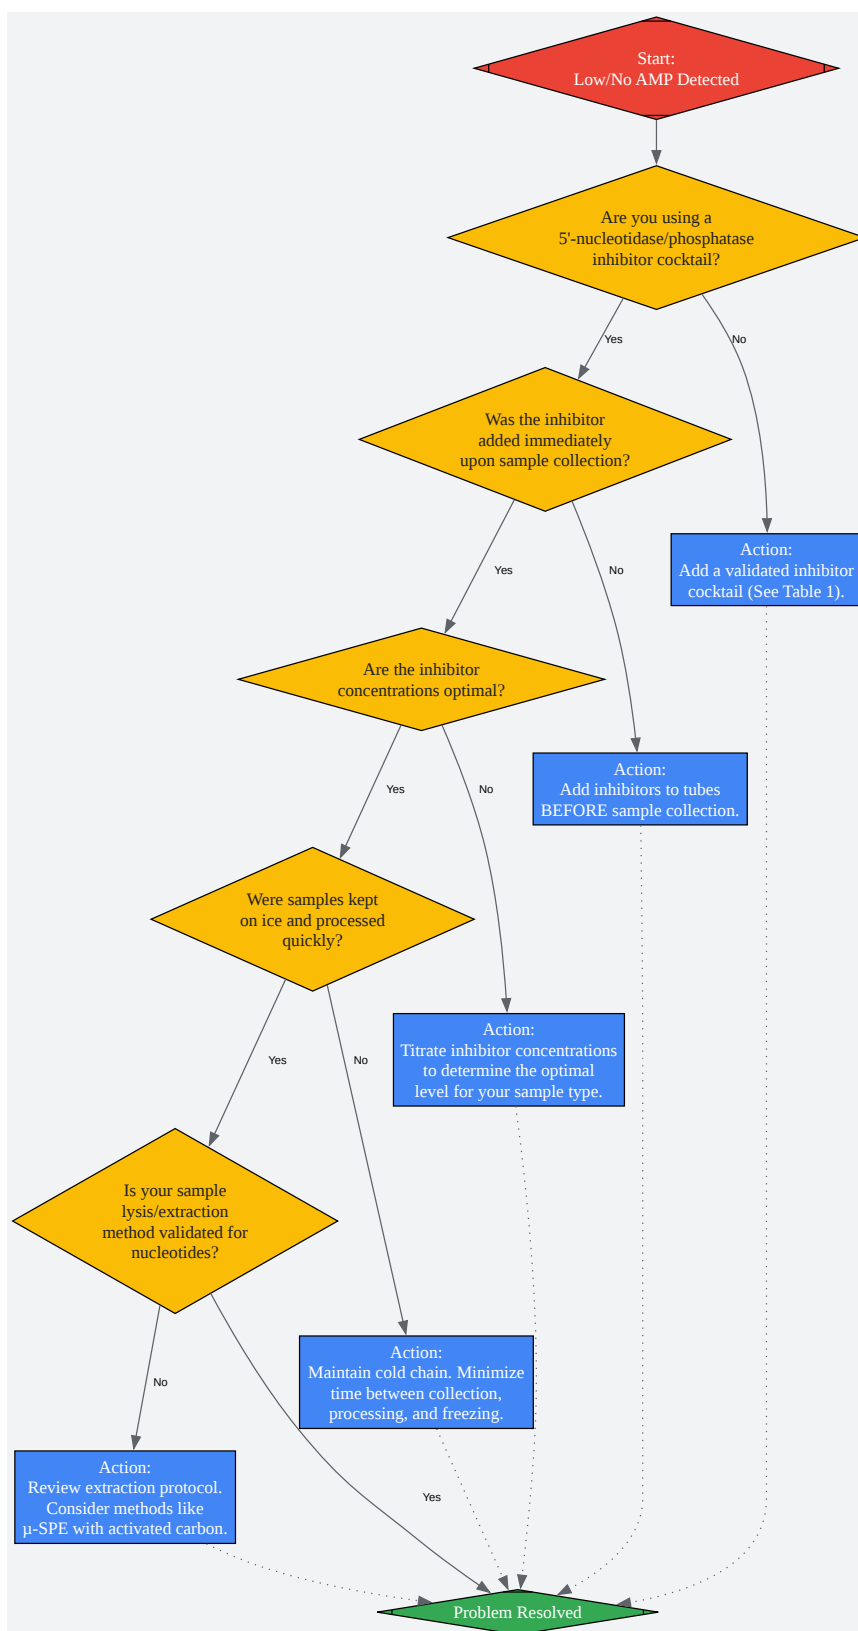 Start:
Low/No AMP Detected
Are you using a
5'-nucleotidase/phosphatase
inhibitor cocktail?
Yes
No
Was the inhibitor
added immediately
upon sample collection?
Action:
Add a validated inhibitor
cocktail (See Table 1).
Yes
No
Are the inhibitor
concentrations optimal?
Action:
Add inhibitors to tubes
BEFORE sample collection.
Yes
No
Were samples kept
on ice and processed
quickly?
Action:
Titrate inhibitor concentrations
to determine the optimal
level for your sample type.
Yes
No
Is your sample
lysis/extraction
method validated for
nucleotides?
Action:
Maintain cold chain. Minimize
time between collection,
processing, and freezing.
No
Action:
Review extraction protocol.
Consider methods like
µ-SPE with activated carbon.
Yes
Problem Resolved